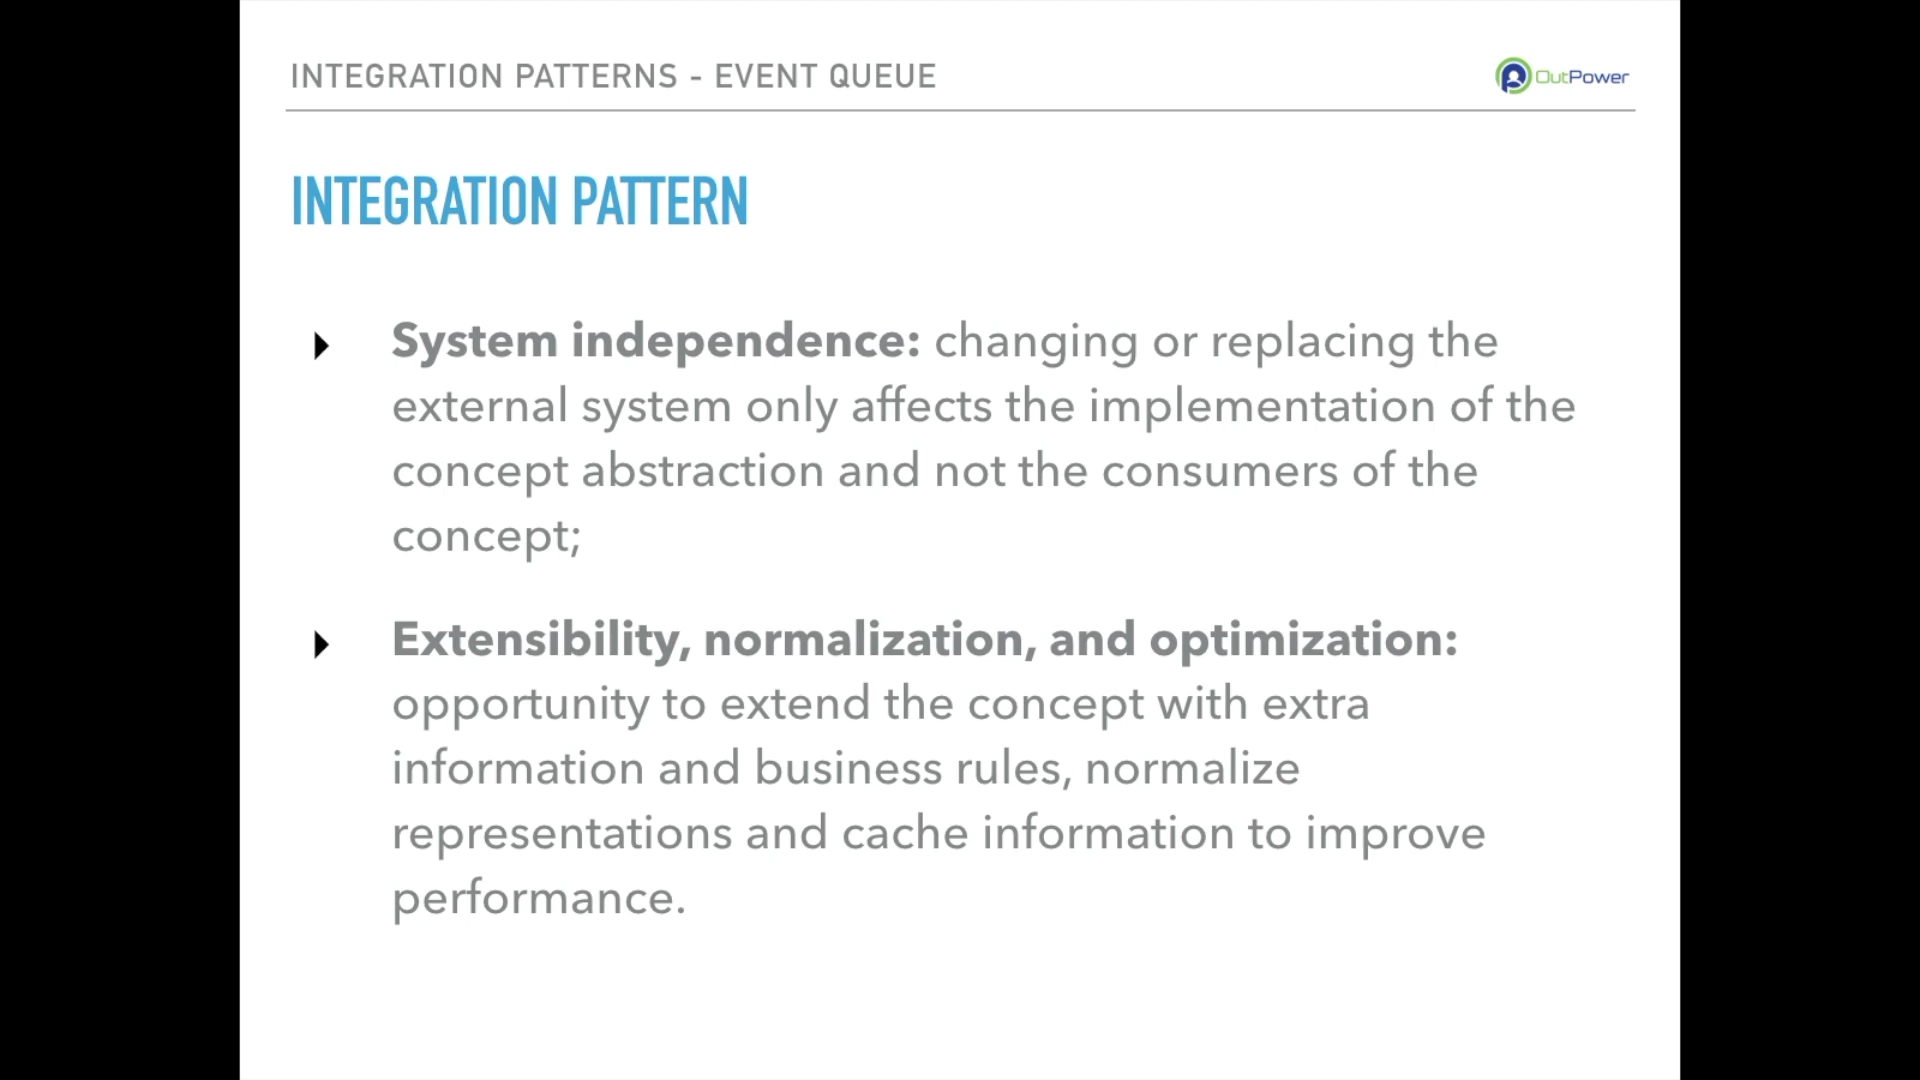 INTEGRATION PATTERNS - EVENT QUEUE
OutPower
INTEGRATION PATTERN
System independence: changing or replacing the
external system only affects the implementation of the
concept abstraction and not the consumers of the
concept;
Extensibility, normalization, and optimization:
opportunity to extend the concept with extra
information and business rules, normalize
representations and cache information to improve
performance.